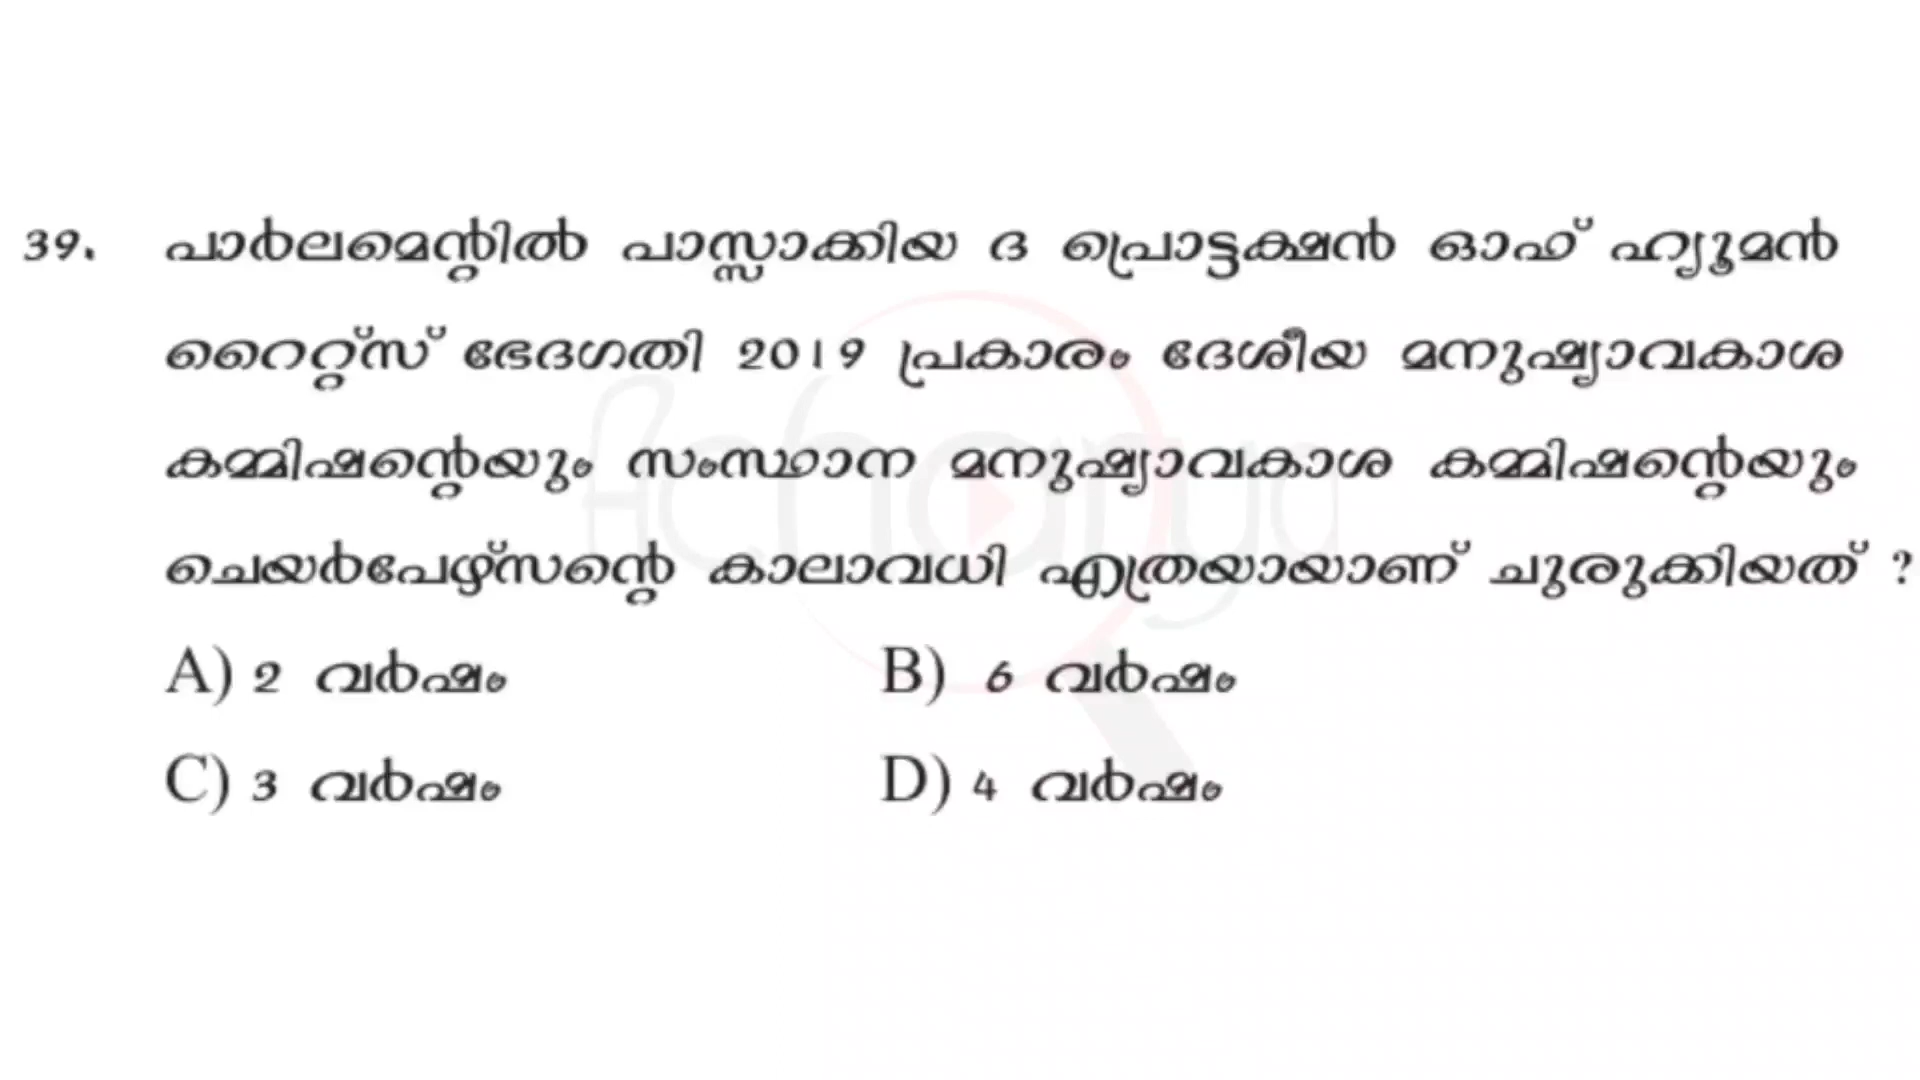 39. പാർലമെന്റിൽ പാസ്സാക്കിയ ദ പ്രൊട്ടക്ഷൻ ഓഫ് ഹ്യൂമൻ
റൈറ്റ്സ് ഭേദഗതി 2019 പ്രകാരം ദേശീയ മനുഷ്യാവകാശ
കമ്മിഷന്റെയും സംസ്ഥാന മനുഷ്യാവകാശ കമ്മിഷന്റെയും
ചെയർപേഴ്സന്റെ കാലാവധി എത്രയായാണ് ചുരുക്കിയത് ?
A) 2 വർഷം B) 6 വർഷം
C) 3 വർഷം D) 4 വർഷം
Acharya